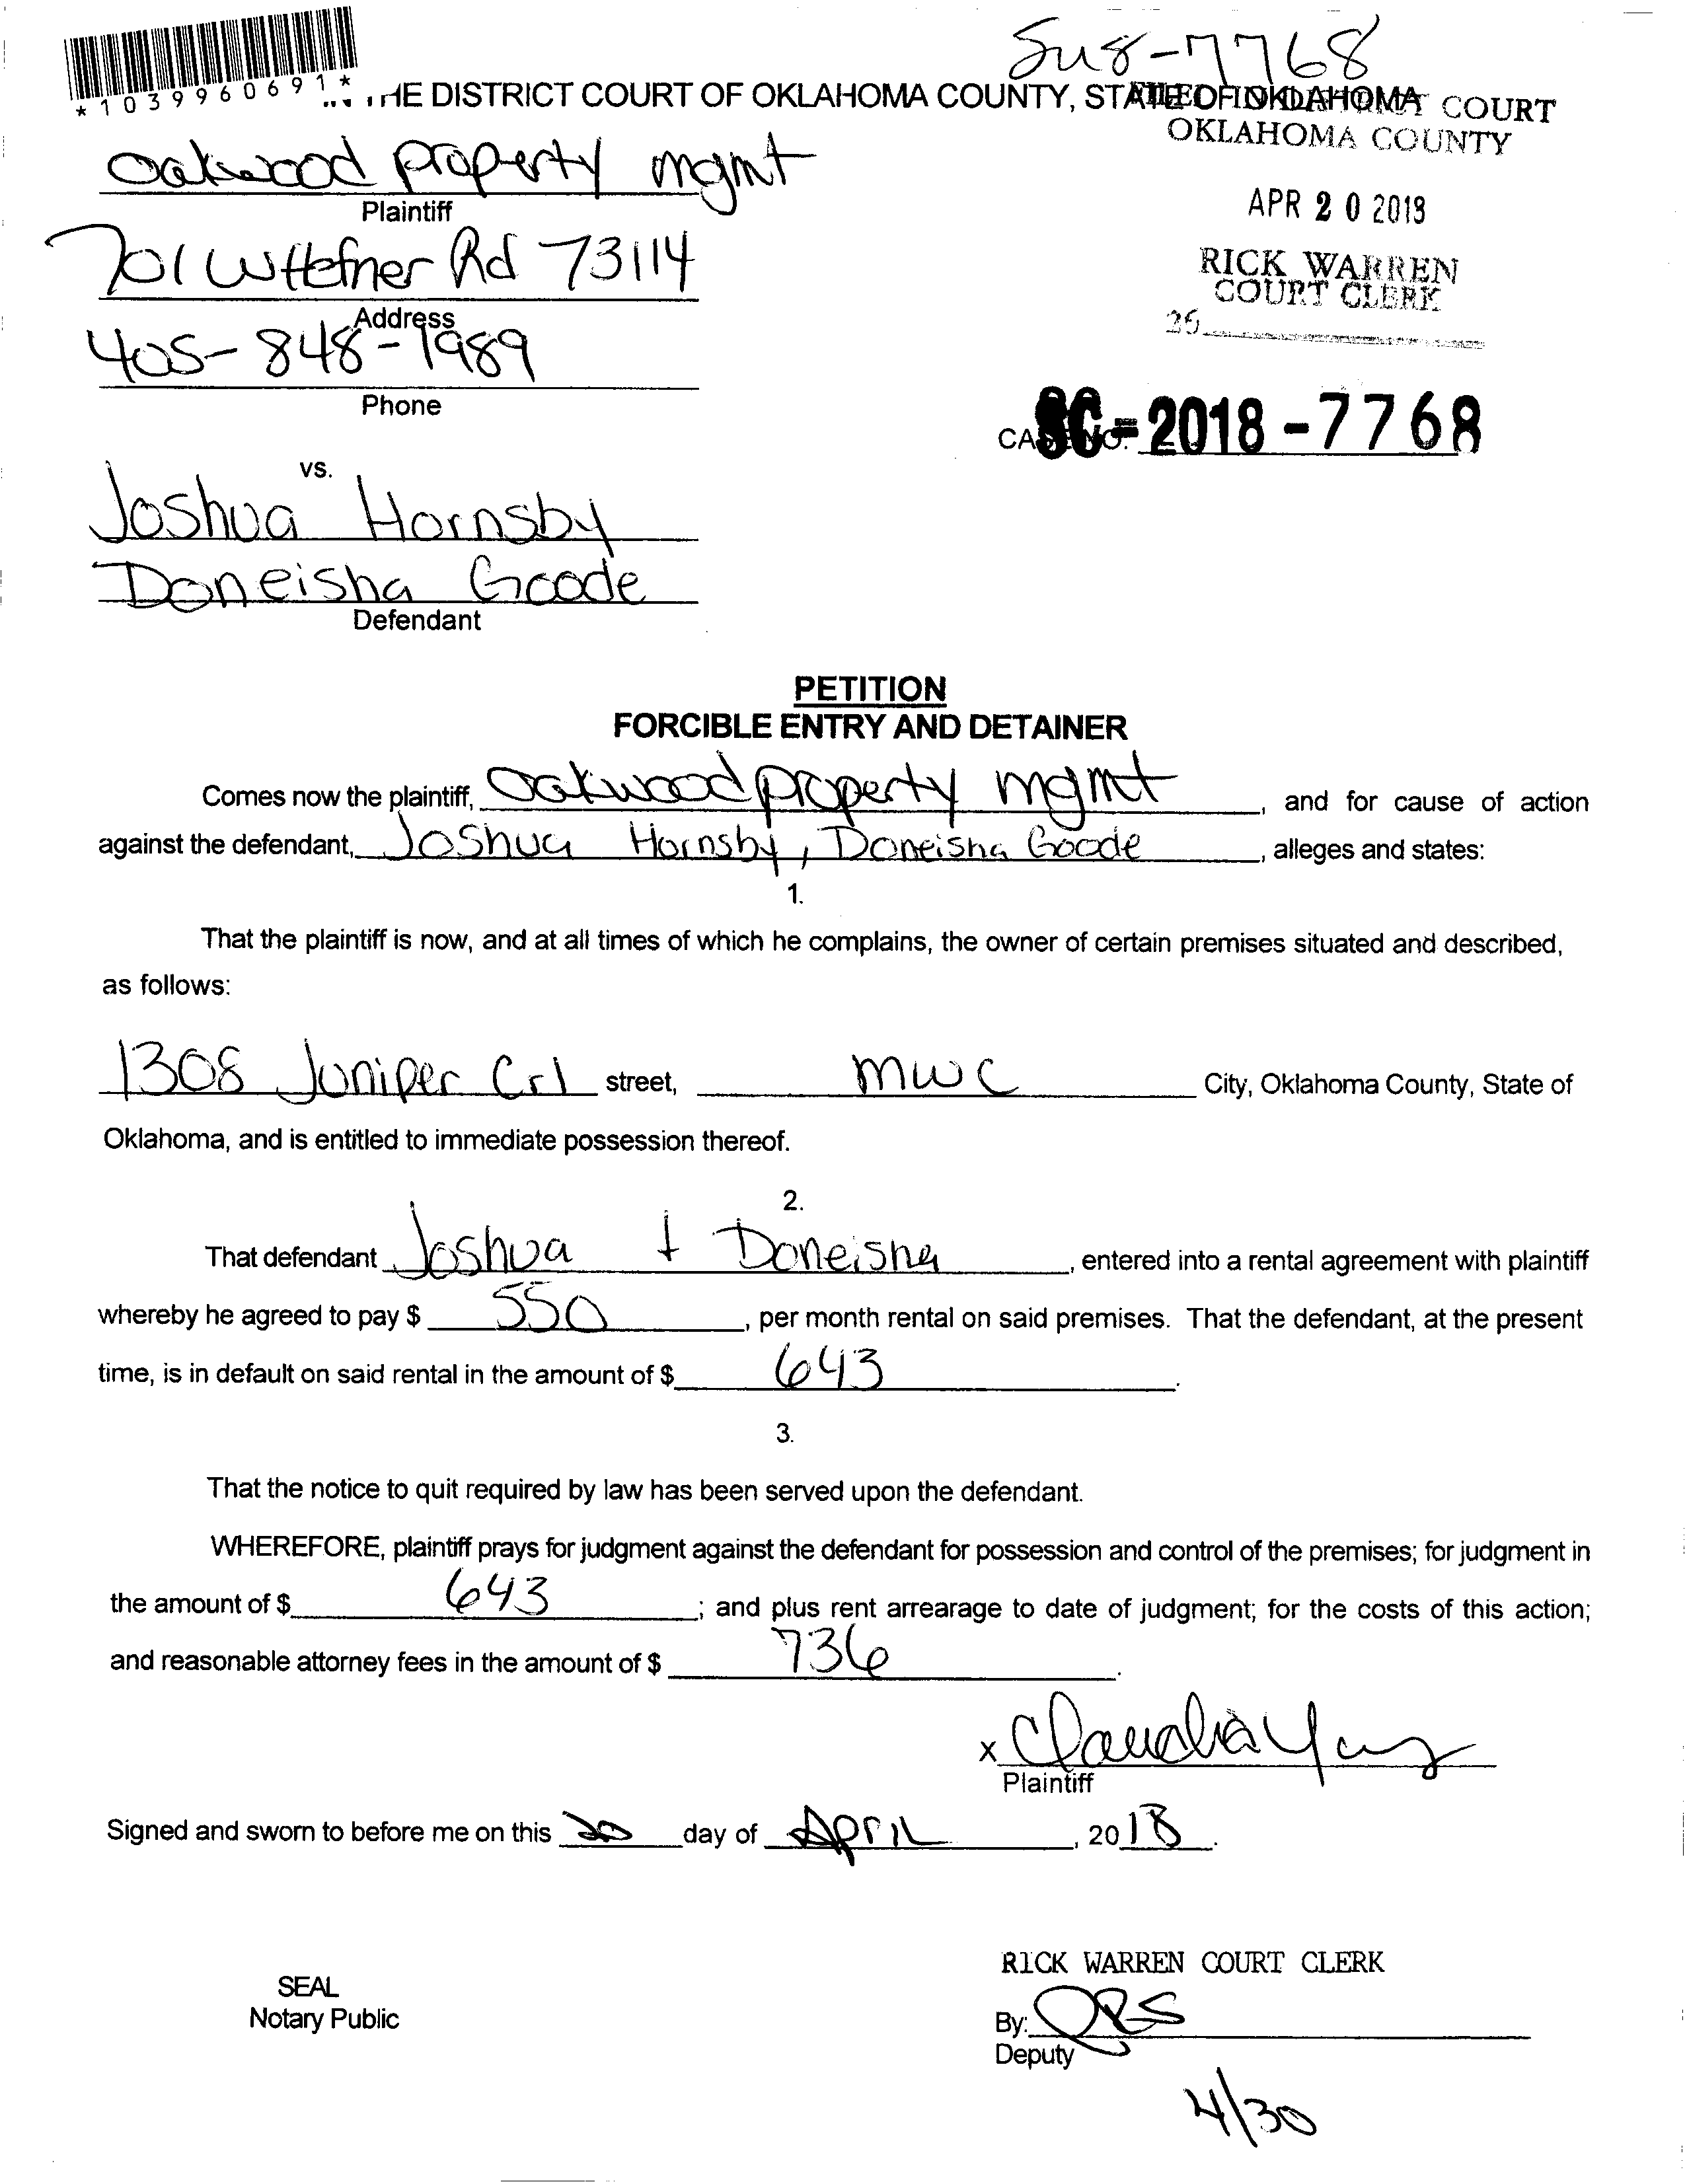 *1039960691*
SC18-7768
THE DISTRICT COURT OF OKLAHOMA COUNTY, STATE OF OKLAHOMA
FILED IN DISTRICT COURT
OKLAHOMA COUNTY
Oakwood property mgmt
Plaintiff
APR 20 2018
701 W Hefner Rd 73114
Address
RICK WARREN
COURT CLERK
405-848-1989
Phone
CASE NO. SC-2018-7768
vs.
Joshua Hornsby
Doneisha Goode
Defendant
PETITION
FORCIBLE ENTRY AND DETAINER
Comes now the plaintiff, Oakwood property mgmt, and for cause of action
against the defendant, Joshua Hornsby, Doneisha Goode, alleges and states:
1.
That the plaintiff is now, and at all times of which he complains, the owner of certain premises situated and described,
as follows:
1308 Juniper Crl street, MWC City, Oklahoma County, State of
Oklahoma, and is entitled to immediate possession thereof.
2.
That defendant Joshua + Doneisha, entered into a rental agreement with plaintiff
whereby he agreed to pay $ 550, per month rental on said premises. That the defendant, at the present
time, is in default on said rental in the amount of $ 643.
3.
That the notice to quit required by law has been served upon the defendant.
WHEREFORE, plaintiff prays for judgment against the defendant for possession and control of the premises; for judgment in
the amount of $ 643; and plus rent arrearage to date of judgment; for the costs of this action;
and reasonable attorney fees in the amount of $ 736.
x Claudia
Plaintiff
Signed and sworn to before me on this 20 day of April, 2018.
RICK WARREN COURT CLERK
SEAL
Notary Public
By:
Deputy
4/30